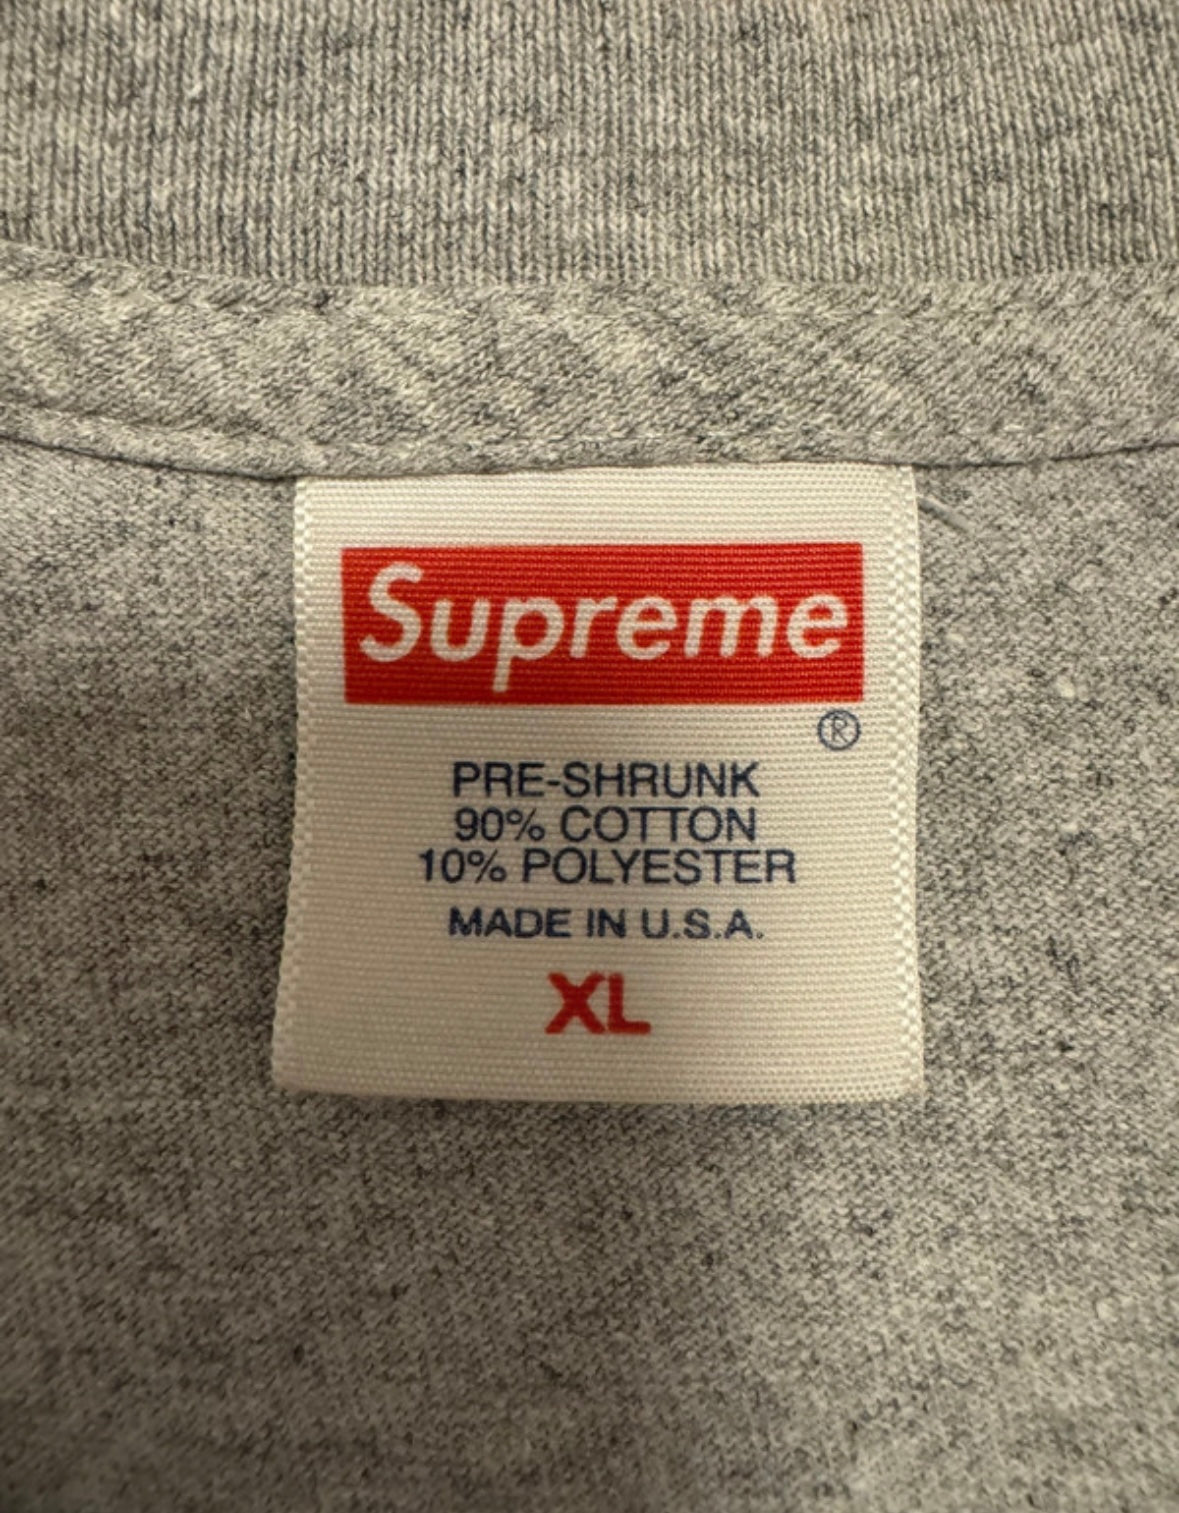 Supreme
®
PRE-SHRUNK
90% COTTON
10% POLYESTER
MADE IN U.S.A.
XL